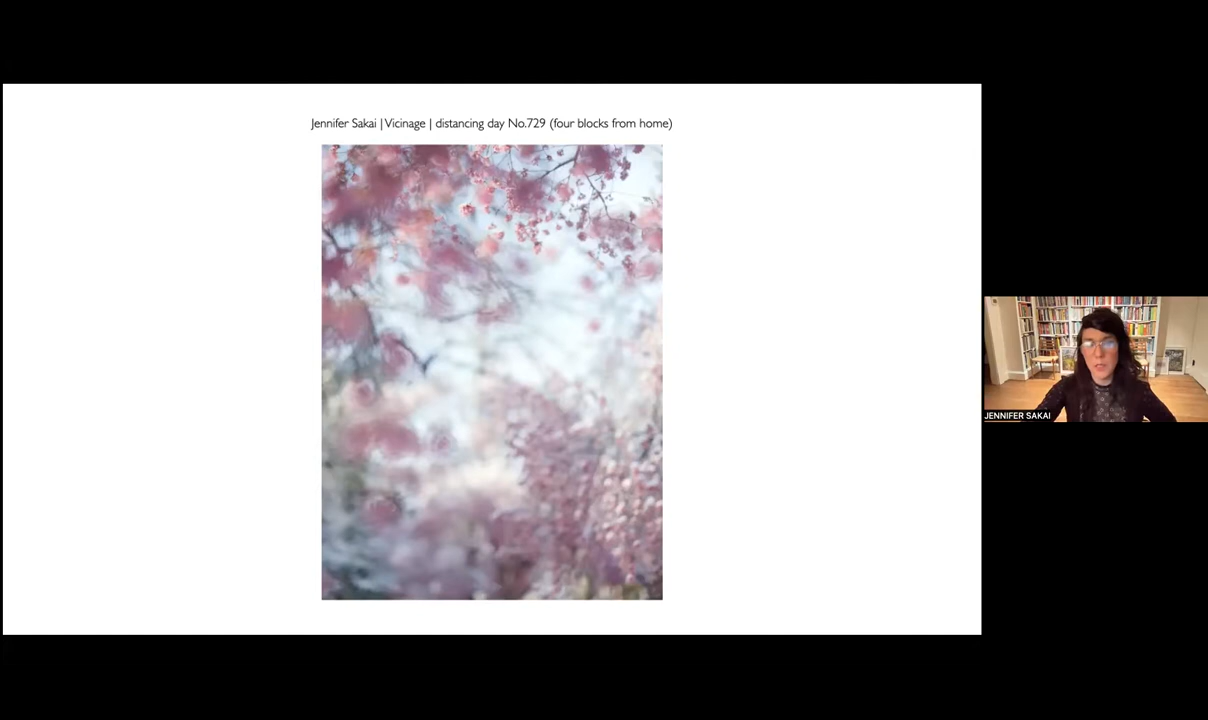 Jennifer Sakai | Vicinage | distancing day No.729 (four blocks from home)
JENNIFER SAKAI